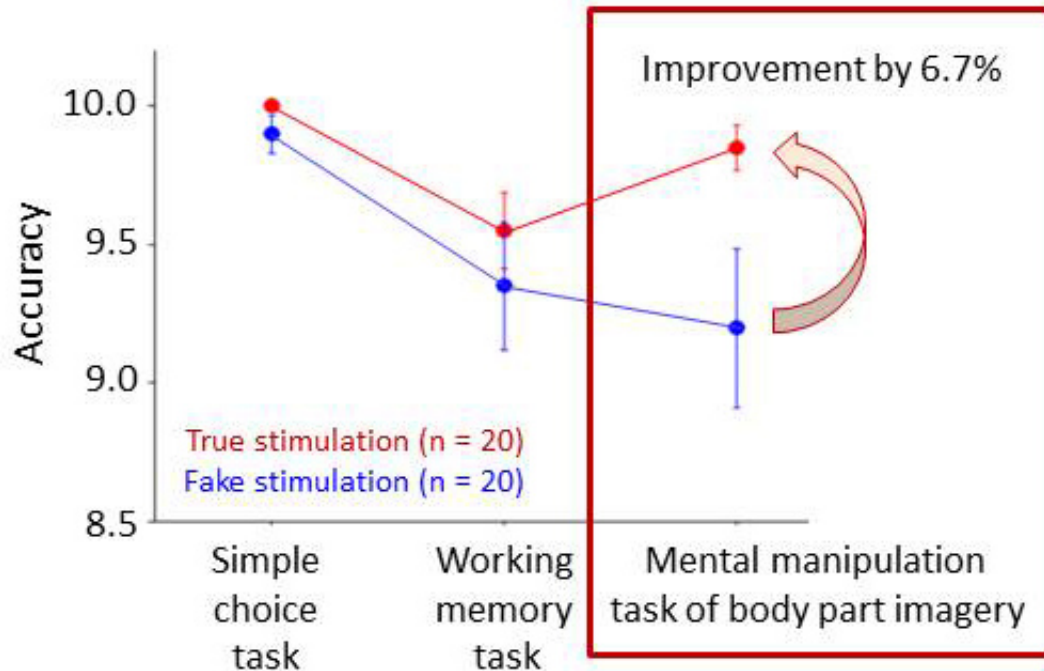 Improvement by 6.7%
10.0
9.5
9.0
8.5
Accuracy
True stimulation (n = 20)
Fake stimulation (n = 20)
Simple
choice
task
Working
memory
task
Mental manipulation
task of body part imagery